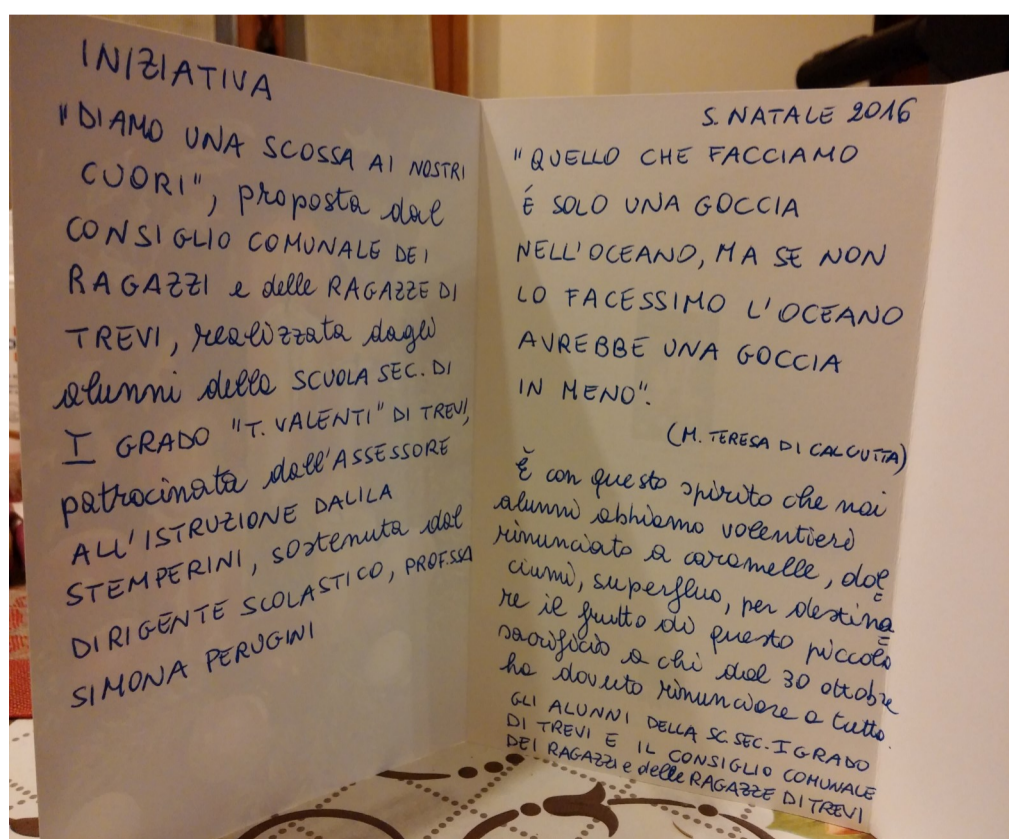 INIZIATIVA
"DIAMO UNA SCOSSA AI NOSTRI
CUORI", proposta dal
CONSIGLIO COMUNALE DEI
RAGAZZI e delle RAGAZZE DI
TREVI, realizzata dagli
alunni della SCUOLA SEC. DI
I GRADO "T. VALENTI" DI TREVI,
patrocinata dall'ASSESSORE
ALL'ISTRUZIONE DALILA
STEMPERINI, sostenuta dal
DIRIGENTE SCOLASTICO, PROF.SSA
SIMONA PERUGINI
S. NATALE 2016
"QUELLO CHE FACCIAMO
É SOLO UNA GOCCIA
NELL'OCEANO, MA SE NON
LO FACESSIMO L'OCEANO
AVREBBE UNA GOCCIA
IN MENO".
(M. TERESA DI CALCUTTA)
È con questo spirito che noi
alunni abbiamo volentieri
rinunciato a caramelle, dol=
ciumi, superfluo, per destina=
re il frutto di questo piccolo
sacrificio a chi dal 30 ottobre
ha dovuto rinunciare a tutto.
GLI ALUNNI DELLA SC. SEC. I GRADO
DI TREVI E IL CONSIGLIO COMUNALE
DEI RAGAZZI e delle RAGAZZE DI TREVI